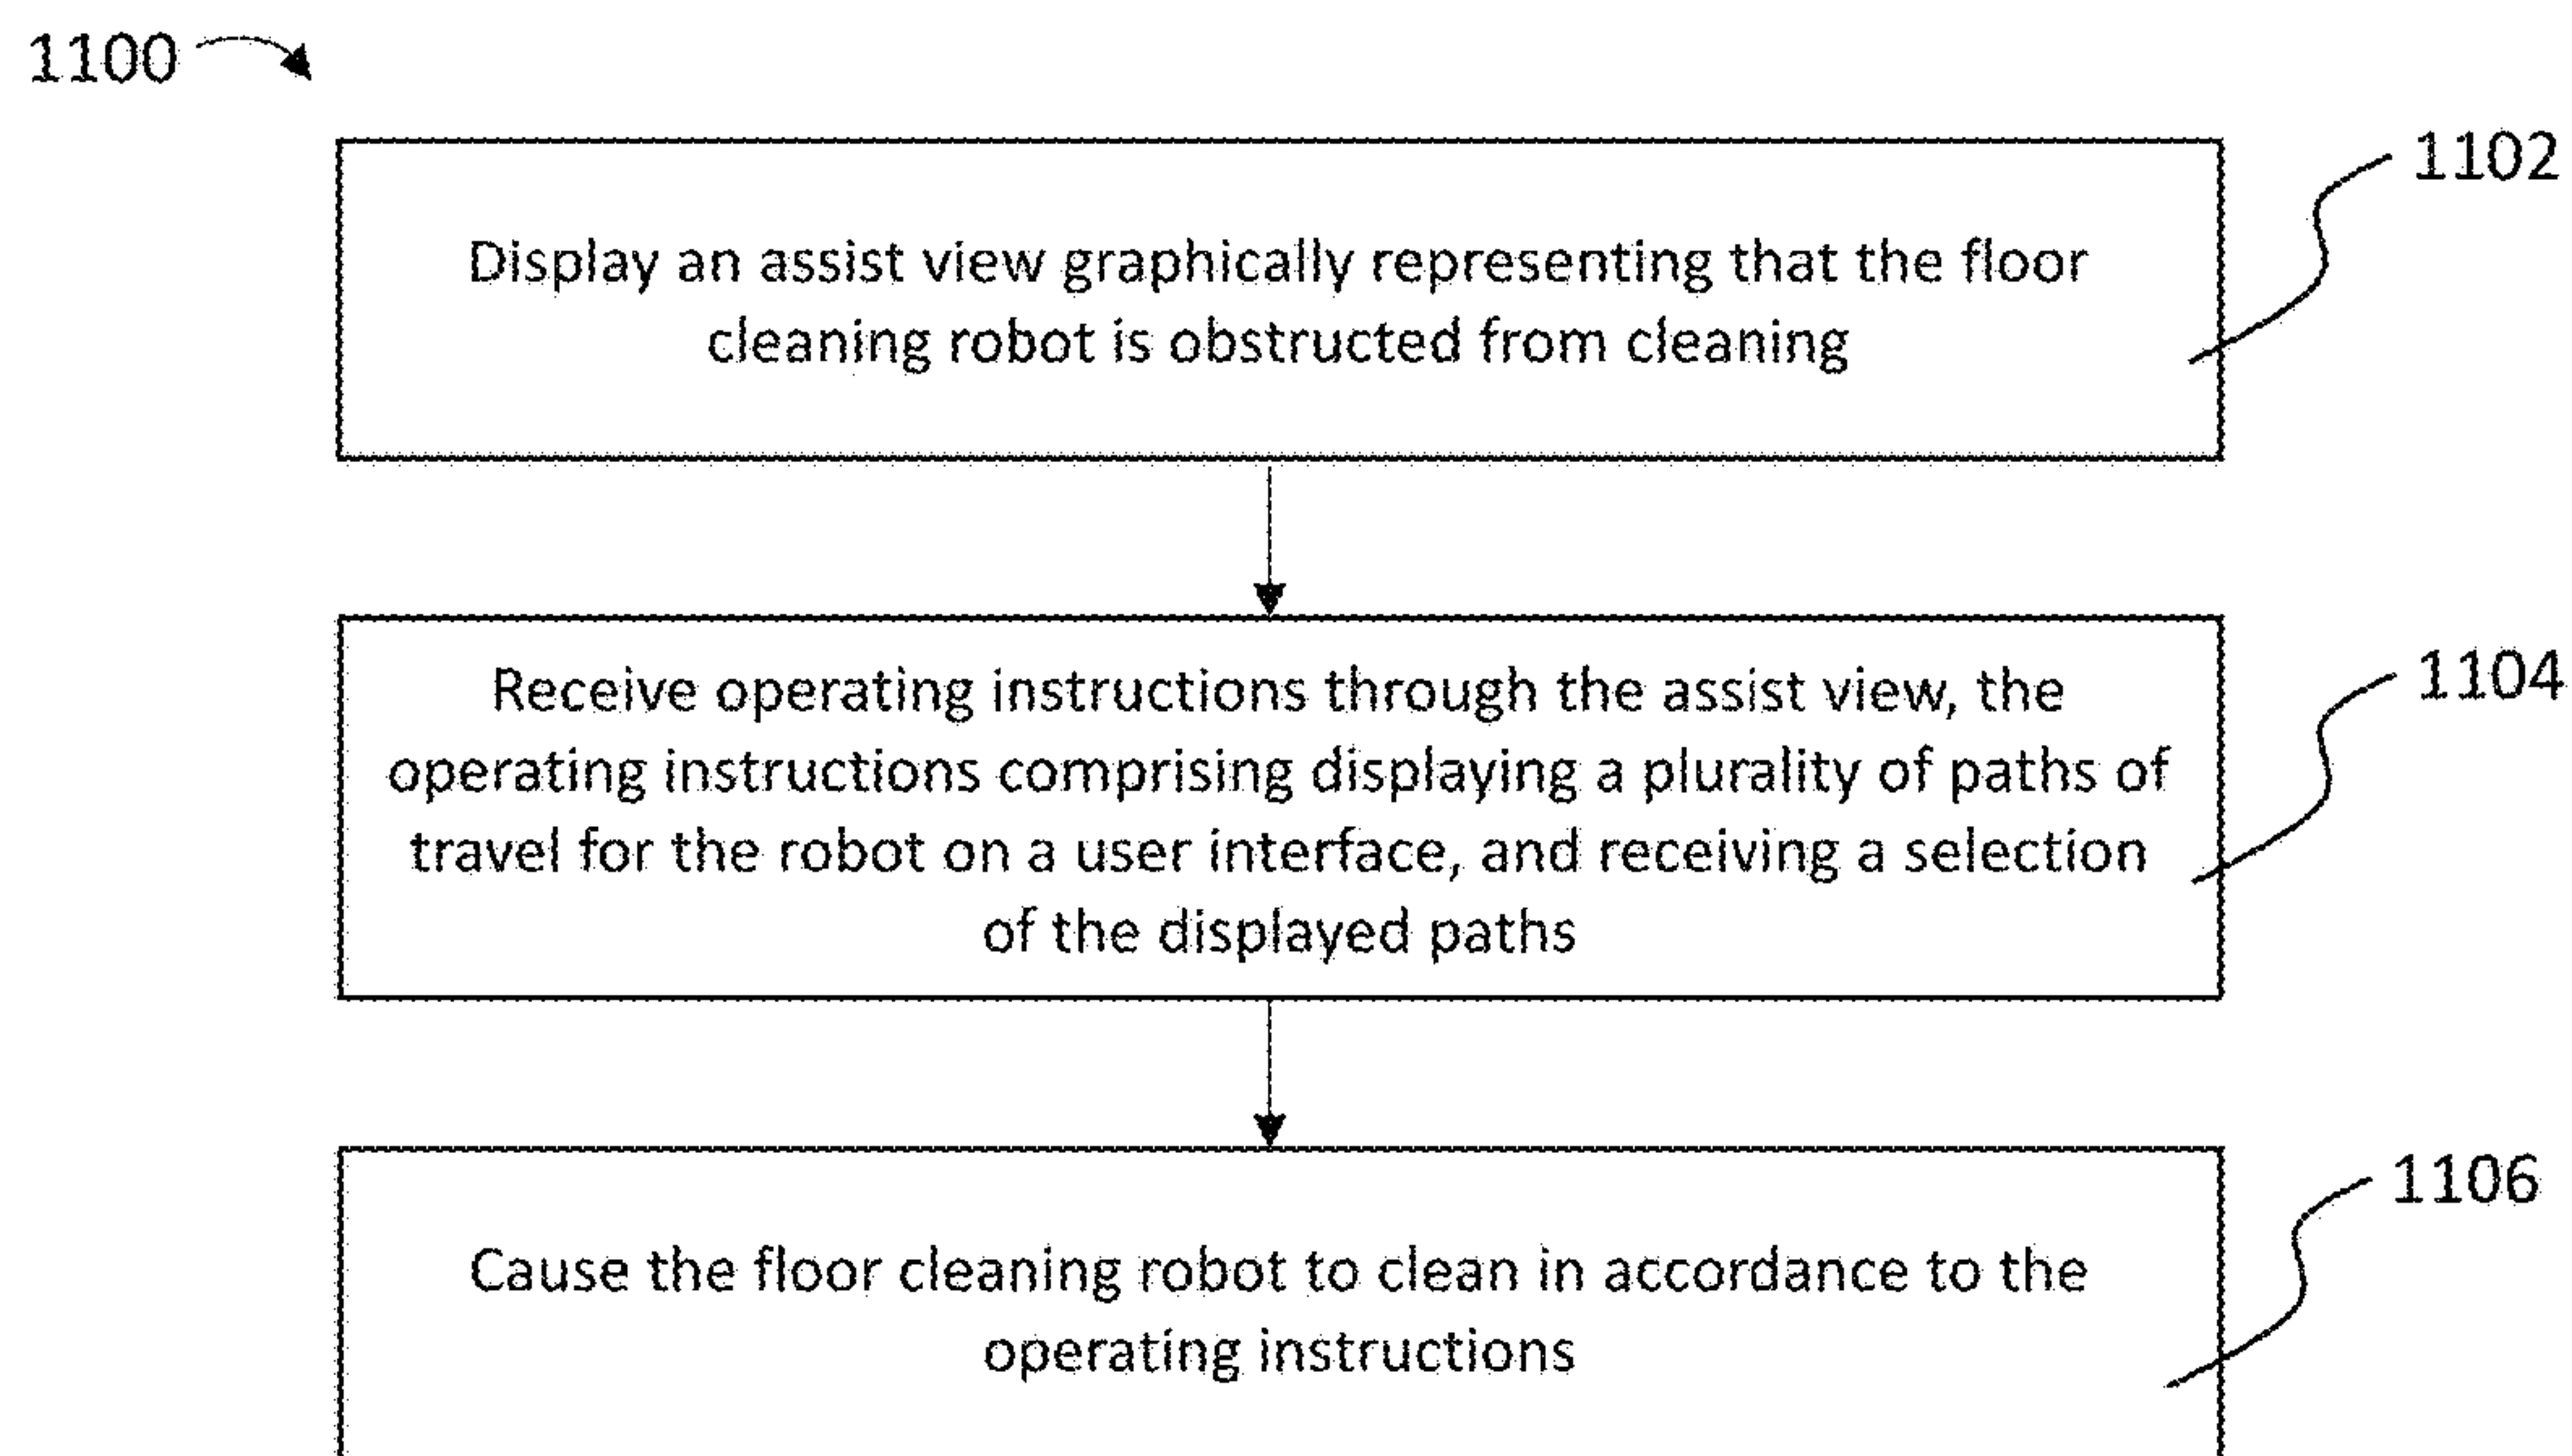 1100
1102
Display an assist view graphically representing that the floor
cleaning robot is obstructed from cleaning
1104
Receive operating instructions through the assist view, the
operating instructions comprising displaying a plurality of paths of
travel for the robot on a user interface, and receiving a selection
of the displayed paths
1106
Cause the floor cleaning robot to clean in accordance to the
operating instructions